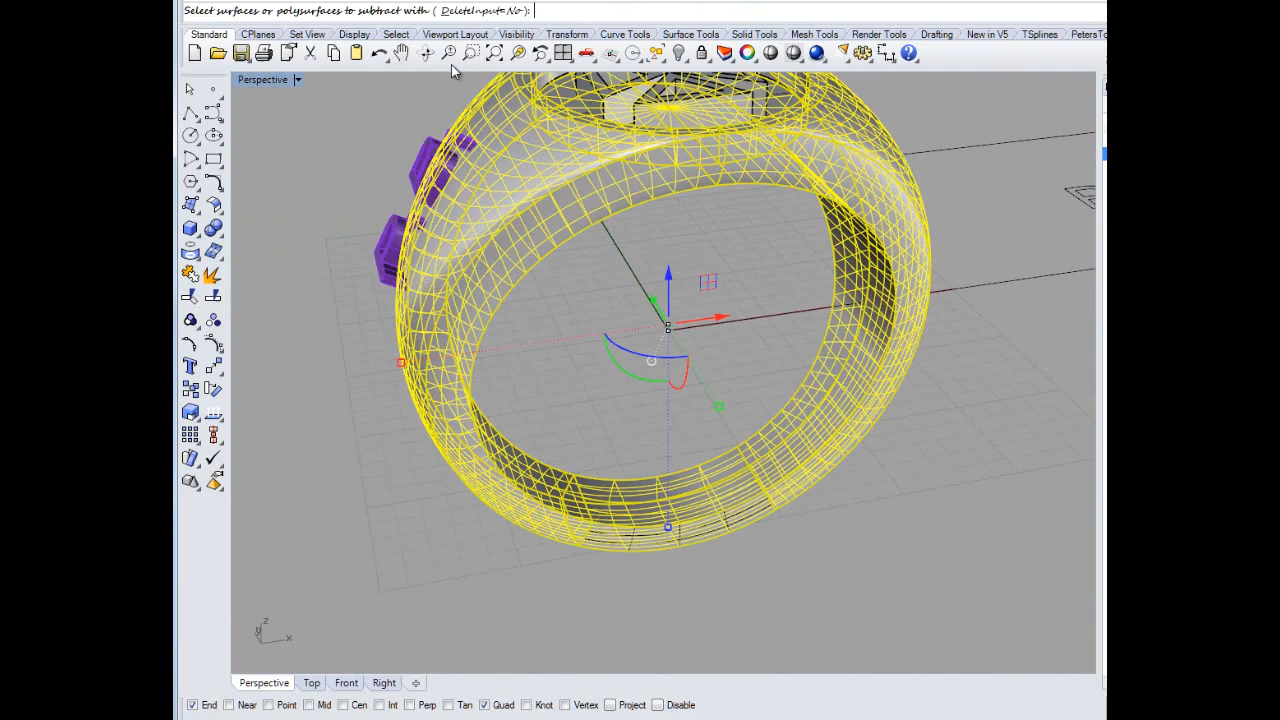 Select surfaces or polysurfaces to subtract with ( DeleteInput=No ):
Standard CPlanes Set View Display Select Viewport Layout Visibility Transform Curve Tools Surface Tools Solid Tools Mesh Tools Render Tools Drafting New in V5 TSplines PetersTo
Perspective
z
y
x
Perspective Top Front Right
End Near Point Mid Cen Int Perp Tan Quad Knot Vertex Project Disable